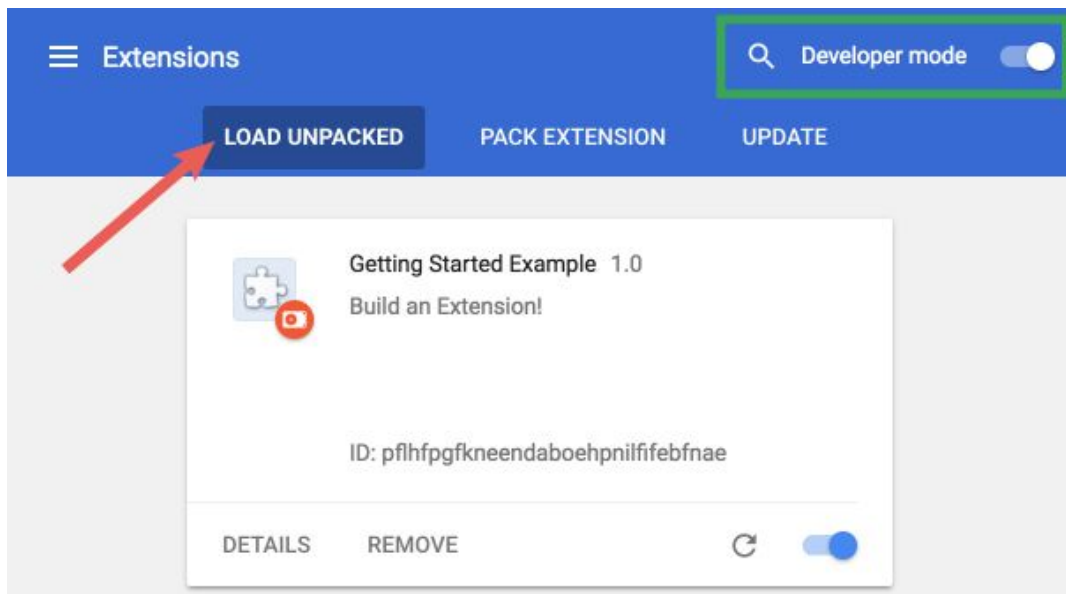 Extensions
Developer mode
LOAD UNPACKED PACK EXTENSION UPDATE
Getting Started Example 1.0
Build an Extension!
ID: pflhfpgfkneendaboehpnilfifebfnae
DETAILS REMOVE